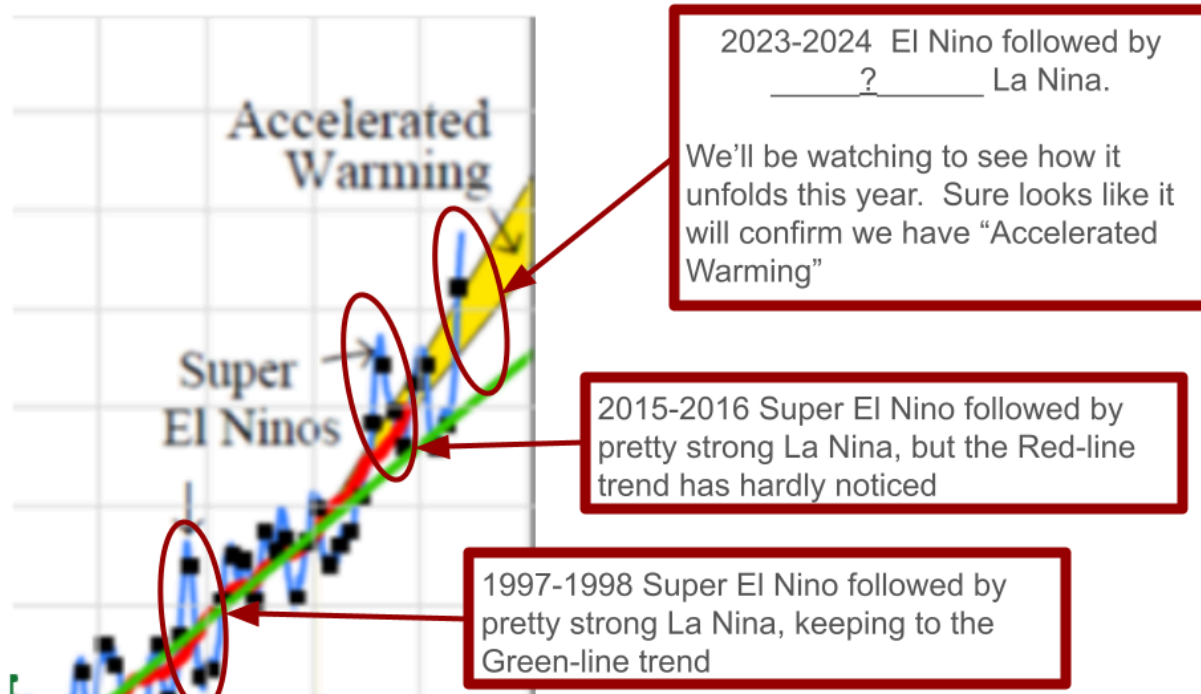 Accelerated
Warming
Super
El Ninos
2023-2024  El Nino followed by
______?_______ La Nina.
We’ll be watching to see how it
unfolds this year.  Sure looks like it
will confirm we have “Accelerated
Warming”
2015-2016 Super El Nino followed by
pretty strong La Nina, but the Red-line
trend has hardly noticed
1997-1998 Super El Nino followed by
pretty strong La Nina, keeping to the
Green-line trend